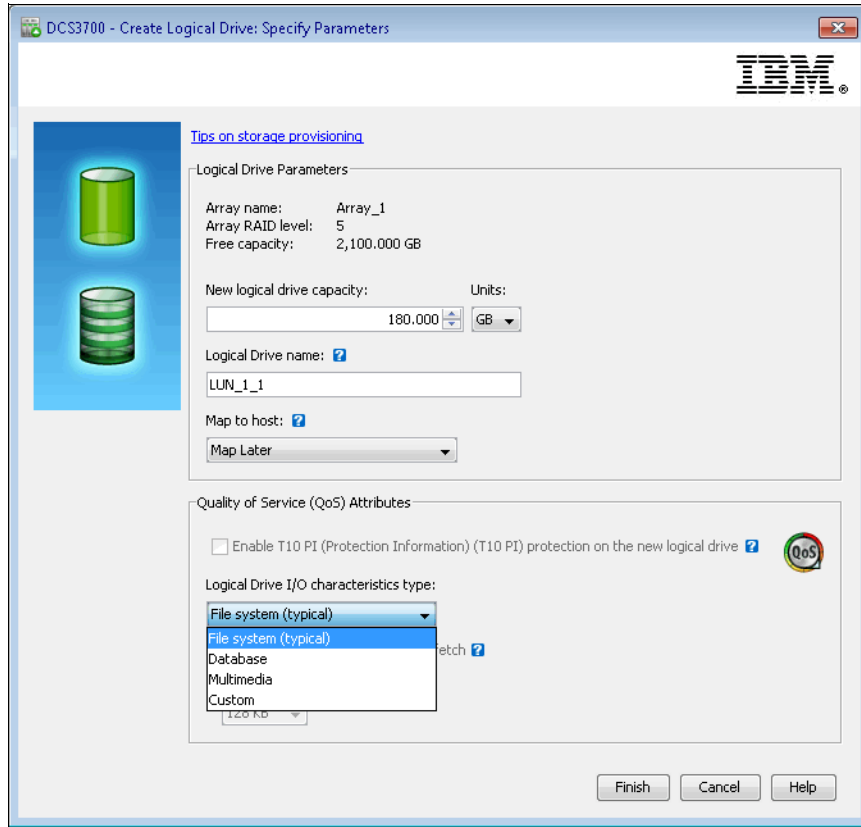 DCS3700 - Create Logical Drive: Specify Parameters
IBM®
Tips on storage provisioning
Logical Drive Parameters
Array name: Array_1
Array RAID level: 5
Free capacity: 2,100.000 GB
New logical drive capacity: Units:
180.000 GB
Logical Drive name: ?
LUN_1_1
Map to host: ?
Map Later
Quality of Service (QoS) Attributes
Enable T10 PI (Protection Information) (T10 PI) protection on the new logical drive ?
QoS
Logical Drive I/O characteristics type:
File system (typical)
File system (typical)
etch ?
Database
Multimedia
Custom
128 KB
Finish Cancel Help